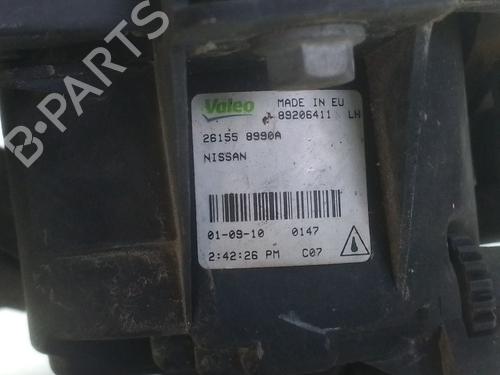 B-PARTS
Valeo
MADE IN EU
89206411 LH
26155 8990A
NISSAN
01-09-10 0147
2:42:26 PM C07